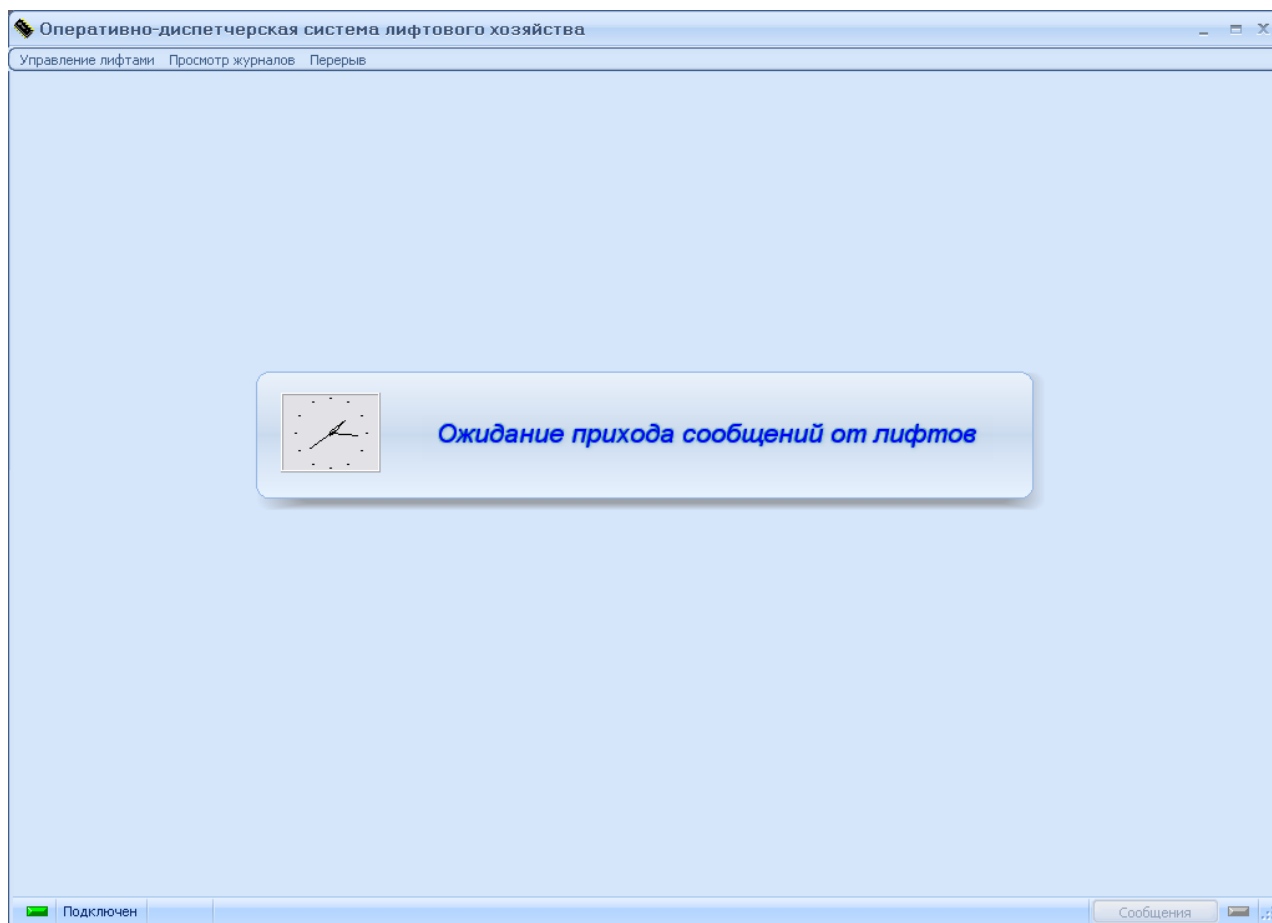 Оперативно-диспетчерская система лифтового хозяйства
Управление лифтами Просмотр журналов Перерыв
Ожидание прихода сообщений от лифтов
Подключен Сообщения